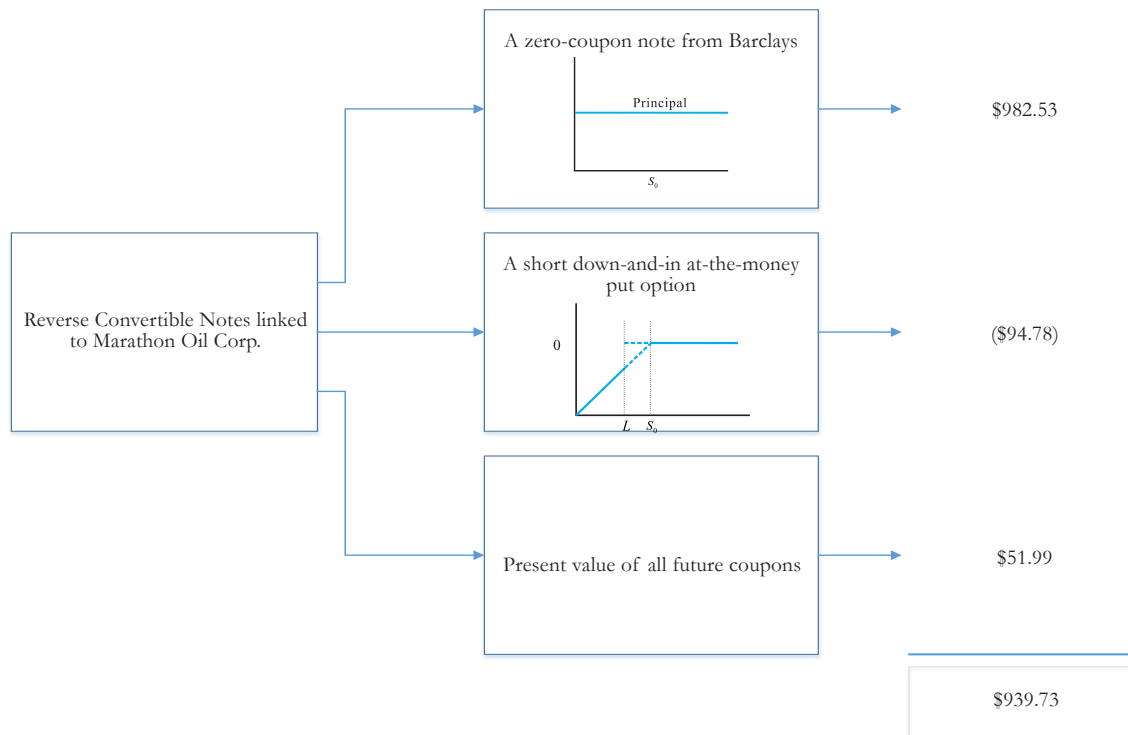 A zero-coupon note from Barclays
Principal
S₀
$982.53
Reverse Convertible Notes linked
to Marathon Oil Corp.
A short down-and-in at-the-money
put option
0
L S₀
($94.78)
Present value of all future coupons
$51.99
$939.73